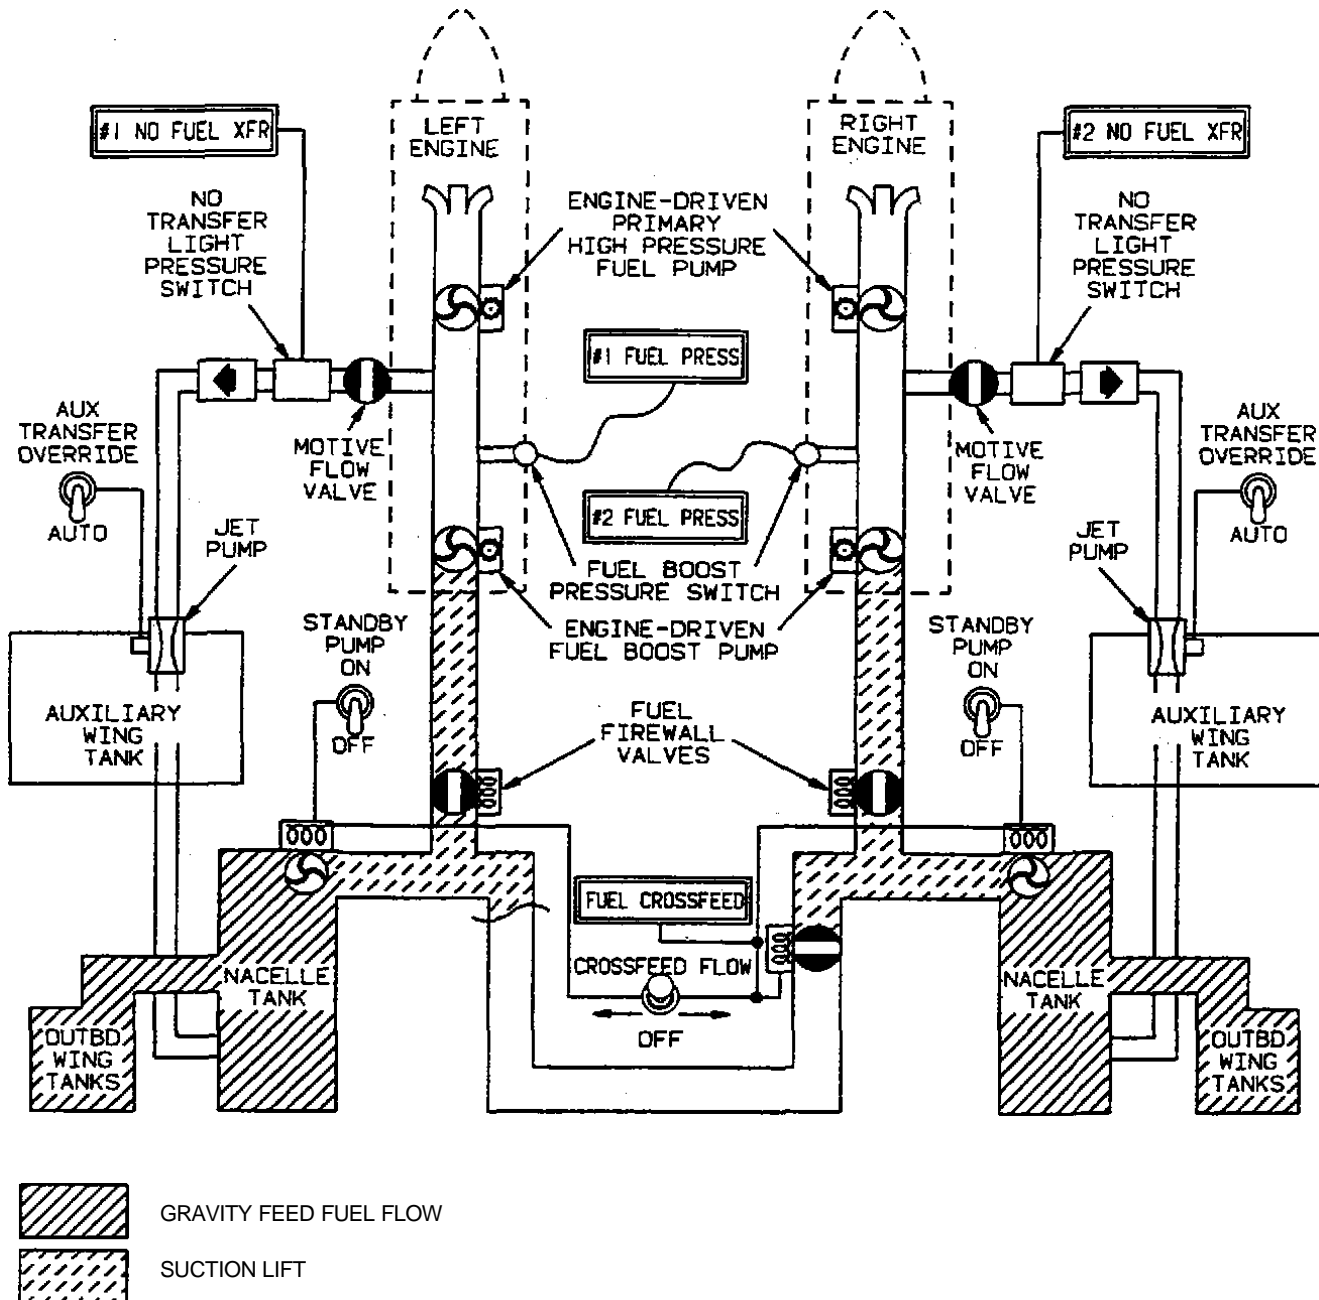 LEFT
ENGINE
RIGHT
ENGINE
#1 NO FUEL XFR
#2 NO FUEL XFR
NO
TRANSFER
LIGHT
PRESSURE
SWITCH
ENGINE-DRIVEN
PRIMARY
HIGH PRESSURE
FUEL PUMP
NO
TRANSFER
LIGHT
PRESSURE
SWITCH
#1 FUEL PRESS
AUX
TRANSFER
OVERRIDE
AUTO
MOTIVE
FLOW
VALVE
#2 FUEL PRESS
MOTIVE
FLOW
VALVE
AUX
TRANSFER
OVERRIDE
AUTO
JET
PUMP
FUEL BOOST
PRESSURE SWITCH
JET
PUMP
STANDBY
PUMP
ON
OFF
ENGINE-DRIVEN
FUEL BOOST PUMP
STANDBY
PUMP
ON
OFF
AUXILIARY
WING
TANK
FUEL
FIREWALL
VALVES
AUXILIARY
WING
TANK
FUEL CROSSFEED
NACELLE
TANK
CROSSFEED FLOW
OFF
NACELLE
TANK
OUTBD
WING
TANKS
OUTBD
WING
TANKS
GRAVITY FEED FUEL FLOW
SUCTION LIFT